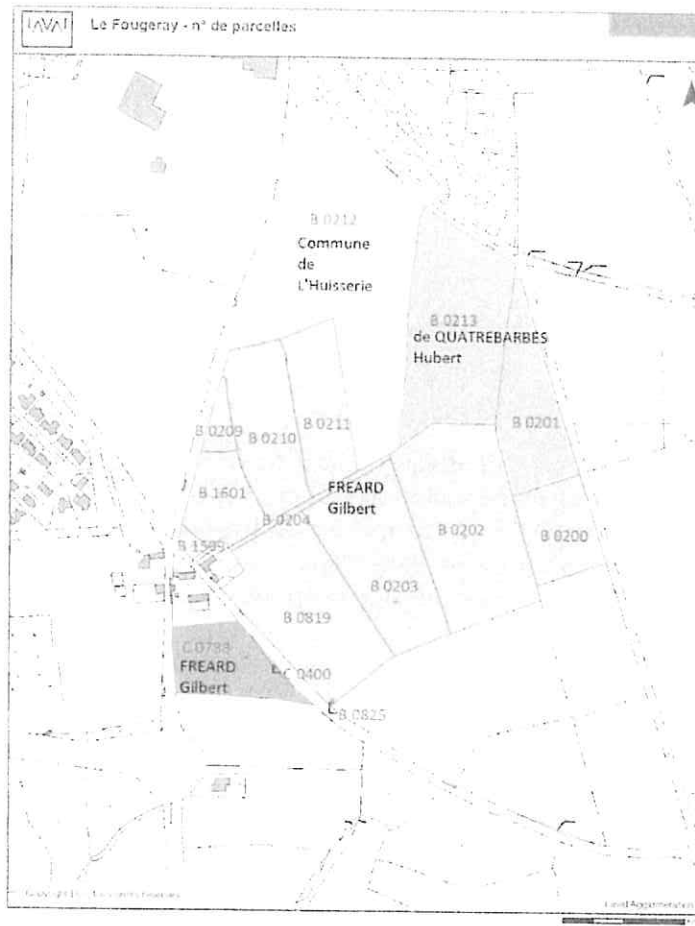 LAVAL
Le Fougeray - n° de parcelles
B 0212
Commune
de
L'Huisserie
B 0213
de QUATREBARBES
Hubert
B 0209
B 0210
B 0211
B 0201
B 1601
FREARD
Gilbert
B 0204
B 0202
B 0200
B 1599
B 0203
B 0819
C 0788
FREARD
Gilbert
C 0400
B 0825
Laval Agglomération